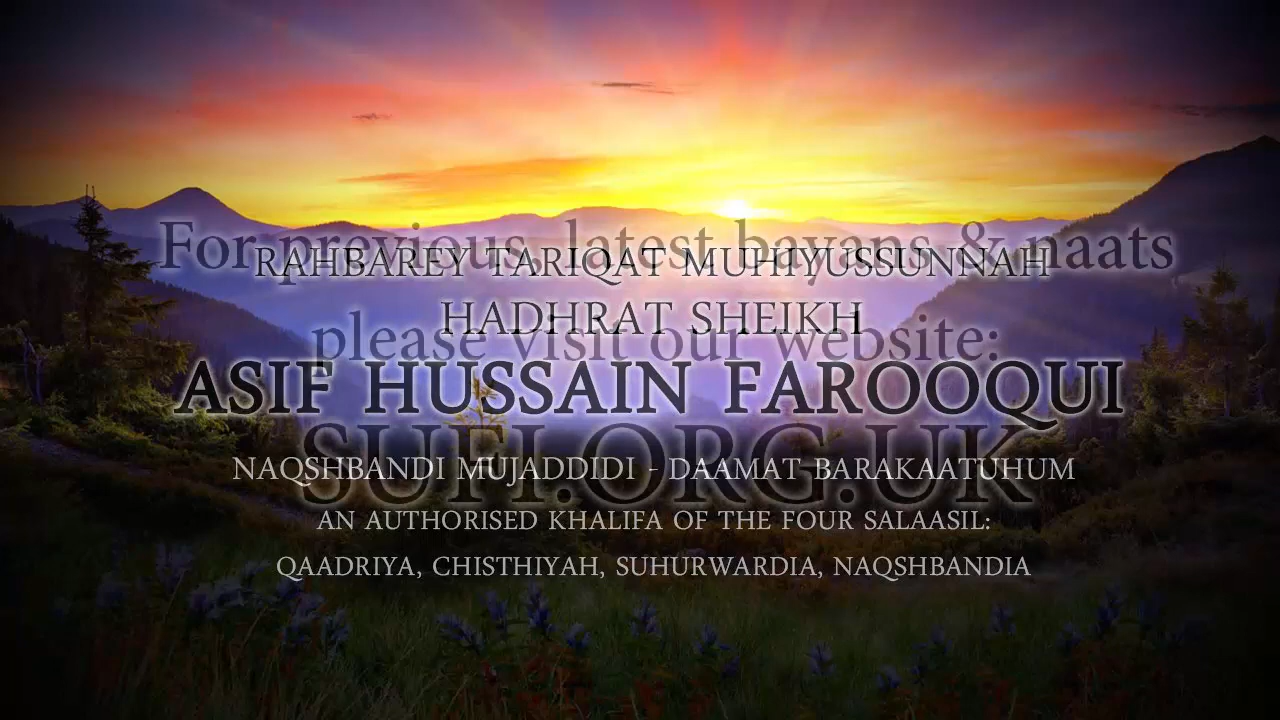 For previous, latest bayans & naats
RAHBAREY TARIQAT MUHIYUSSUNNAH
HADHRAT SHEIKH
please visit our website:
ASIF HUSSAIN FAROOQUI
SUFI.ORG.UK
NAQSHBANDI MUJADDIDI - DAAMAT BARAKAATUHUM
AN AUTHORISED KHALIFA OF THE FOUR SALAASIL:
QAADRIYA, CHISTHIYAH, SUHURWARDIA, NAQSHBANDIA